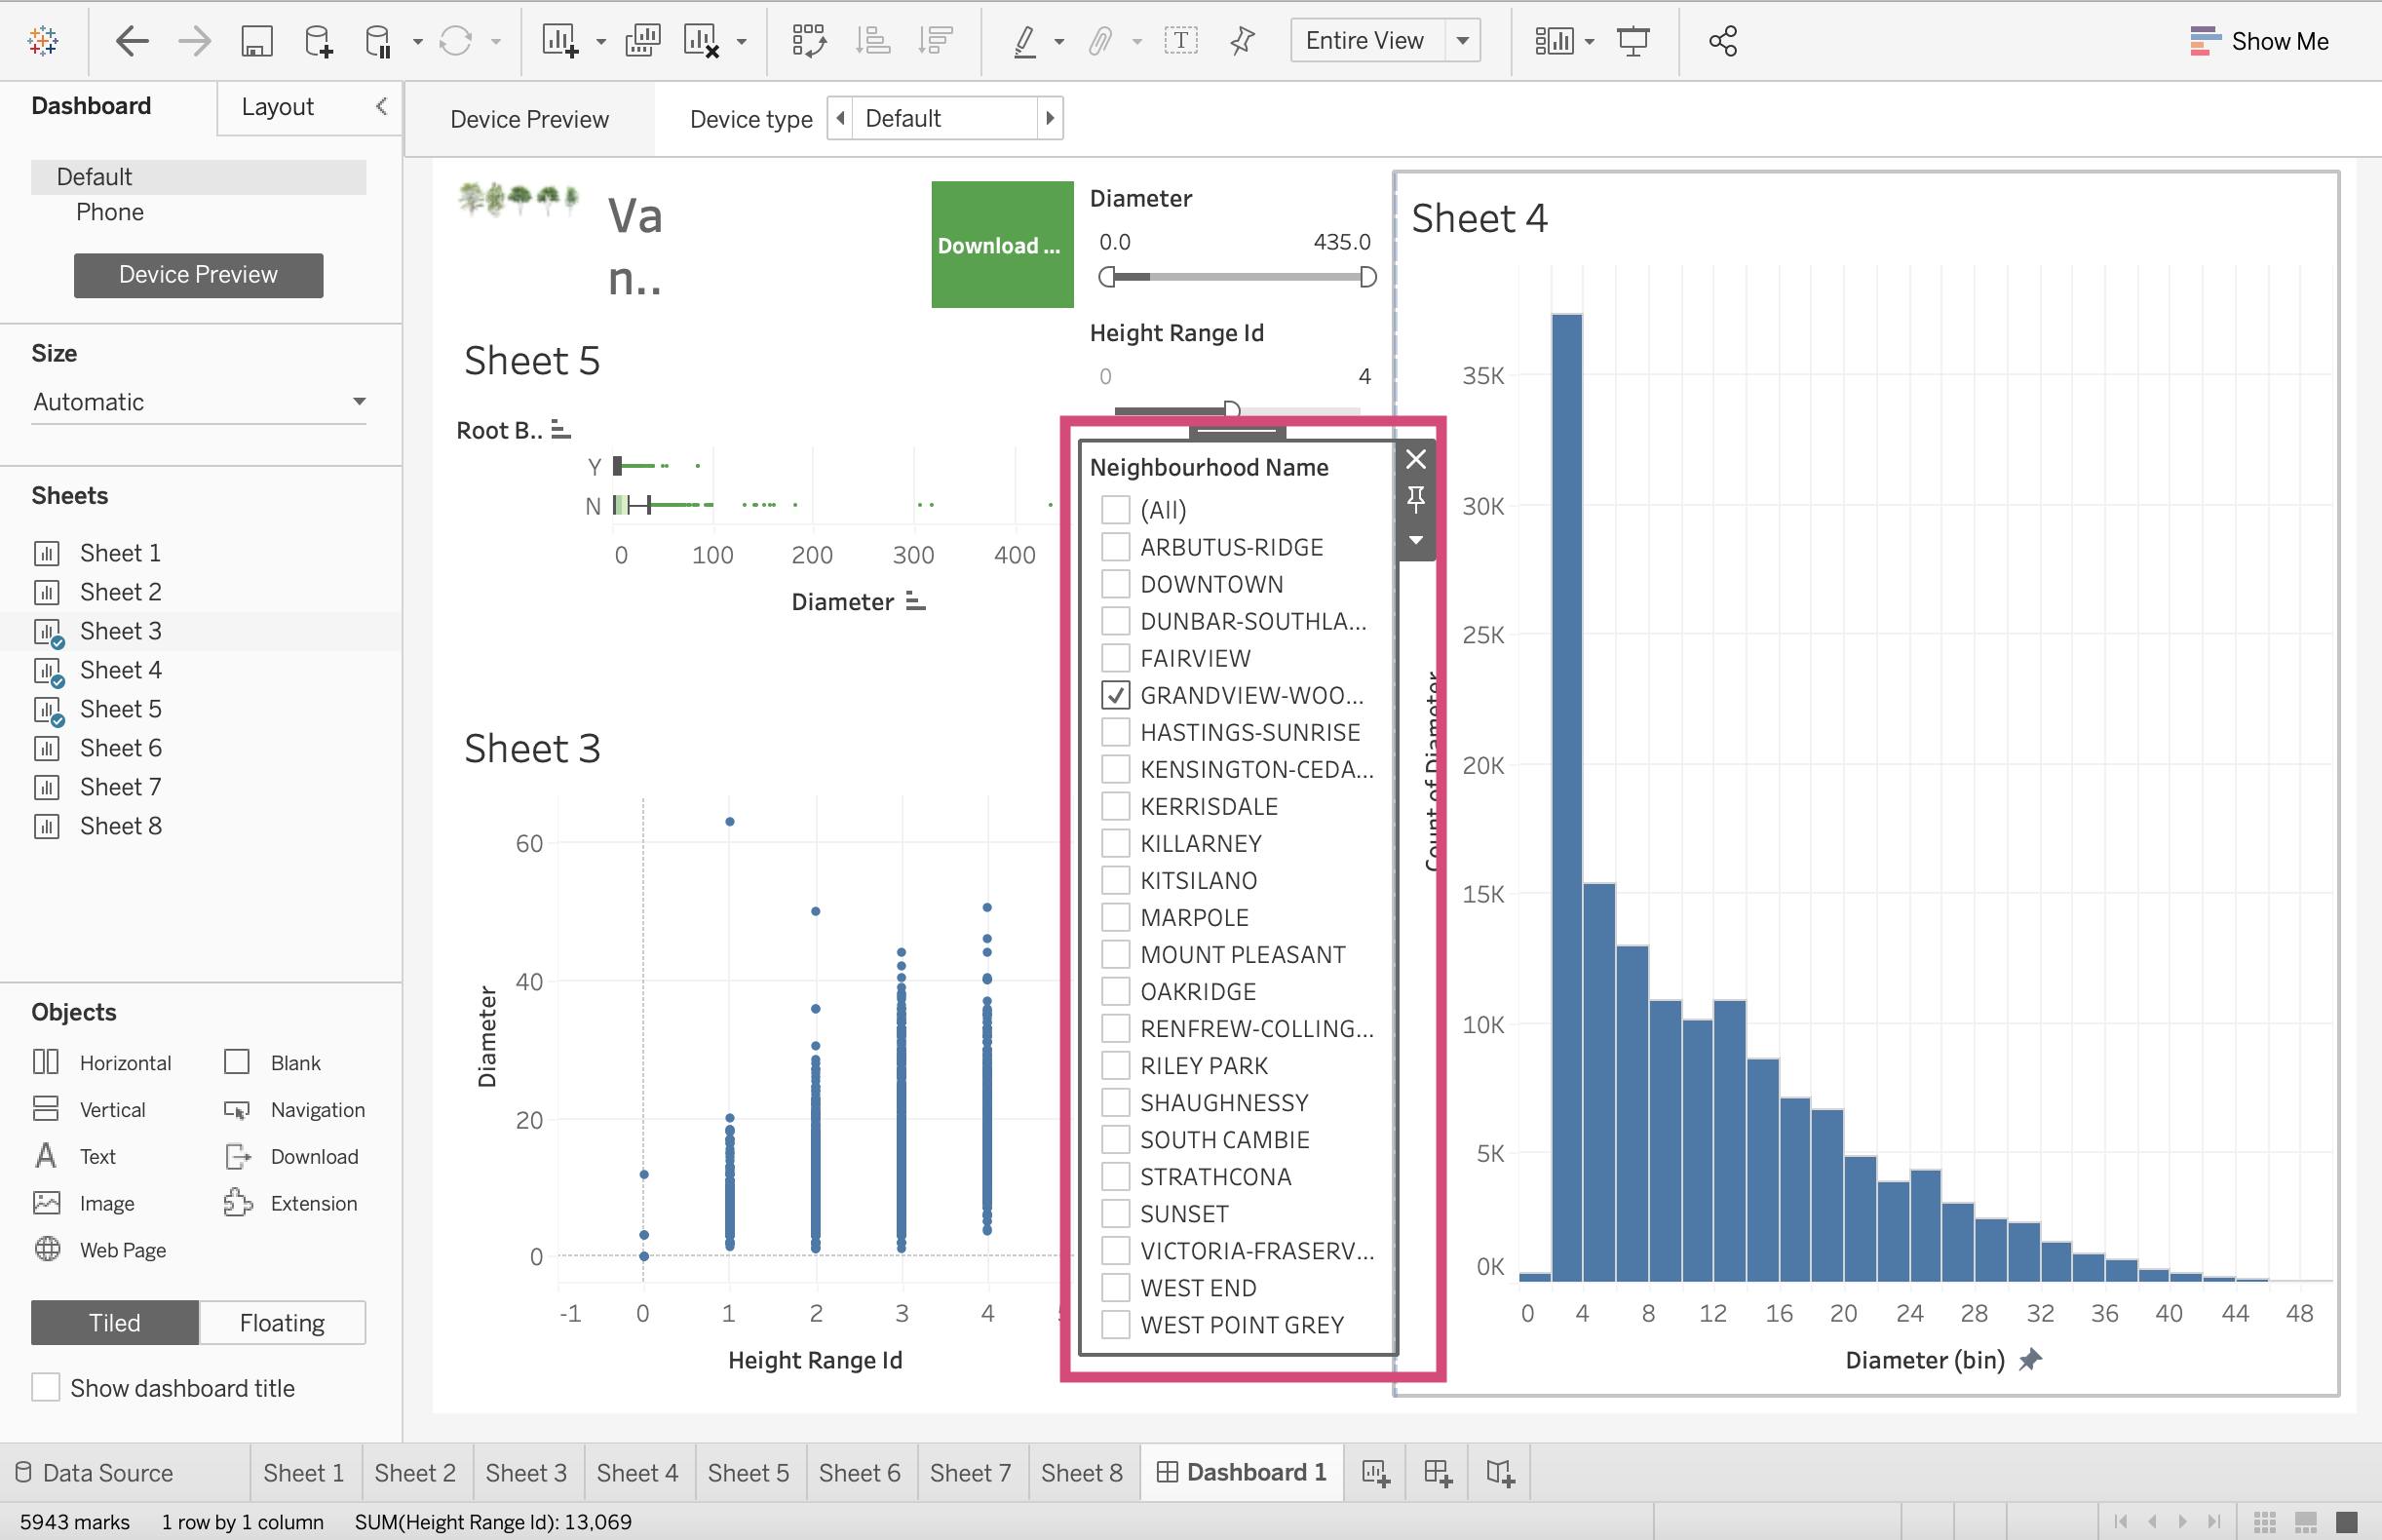 Entire View
Show Me
Dashboard
Layout
Default
Phone
Device Preview
Size
Automatic
Sheets
Sheet 1
Sheet 2
Sheet 3
Sheet 4
Sheet 5
Sheet 6
Sheet 7
Sheet 8
Objects
Horizontal
Blank
Vertical
Navigation
Text
Download
Image
Extension
Web Page
Tiled
Floating
Show dashboard title
Device Preview
Device type
Default
Va
n..
Download ...
Diameter
0.0 435.0
Height Range Id
0 4
Sheet 5
Root B..
Y
N
0 100 200 300 400
Diameter
Sheet 3
Diameter
60
40
20
0
-1 0 1 2 3 4
Height Range Id
Neighbourhood Name
(All)
ARBUTUS-RIDGE
DOWNTOWN
DUNBAR-SOUTHLA...
FAIRVIEW
GRANDVIEW-WOO...
HASTINGS-SUNRISE
KENSINGTON-CEDA...
KERRISDALE
KILLARNEY
KITSILANO
MARPOLE
MOUNT PLEASANT
OAKRIDGE
RENFREW-COLLING...
RILEY PARK
SHAUGHNESSY
SOUTH CAMBIE
STRATHCONA
SUNSET
VICTORIA-FRASERV...
WEST END
WEST POINT GREY
Sheet 4
Count of Diameter
35K
30K
25K
20K
15K
10K
5K
0K
0 4 8 12 16 20 24 28 32 36 40 44 48
Diameter (bin)
Data Source
Sheet 1
Sheet 2
Sheet 3
Sheet 4
Sheet 5
Sheet 6
Sheet 7
Sheet 8
Dashboard 1
5943 marks 1 row by 1 column SUM(Height Range Id): 13,069